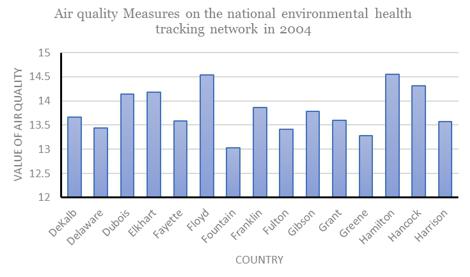 Air quality Measures on the national environmental health
tracking network in 2004
VALUE OF AIR QUALITY
15
14.5
14
13.5
13
12.5
12
DeKalb
Delaware
Dubois
Elkhart
Fayette
Floyd
Fountain
Franklin
Fulton
Gibson
Grant
Greene
Hamilton
Hancock
Harrison
COUNTRY